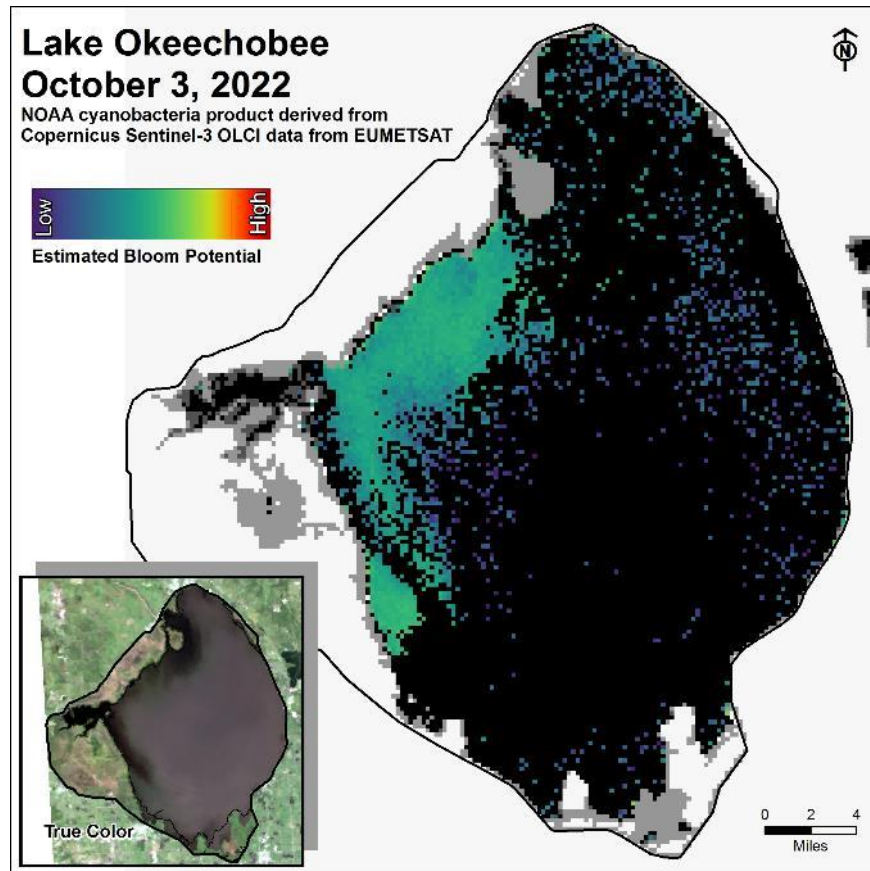 Lake Okeechobee
October 3, 2022
NOAA cyanobacteria product derived from
Copernicus Sentinel-3 OLCI data from EUMETSAT
N
Low
High
Estimated Bloom Potential
True Color
0 2 4
Miles